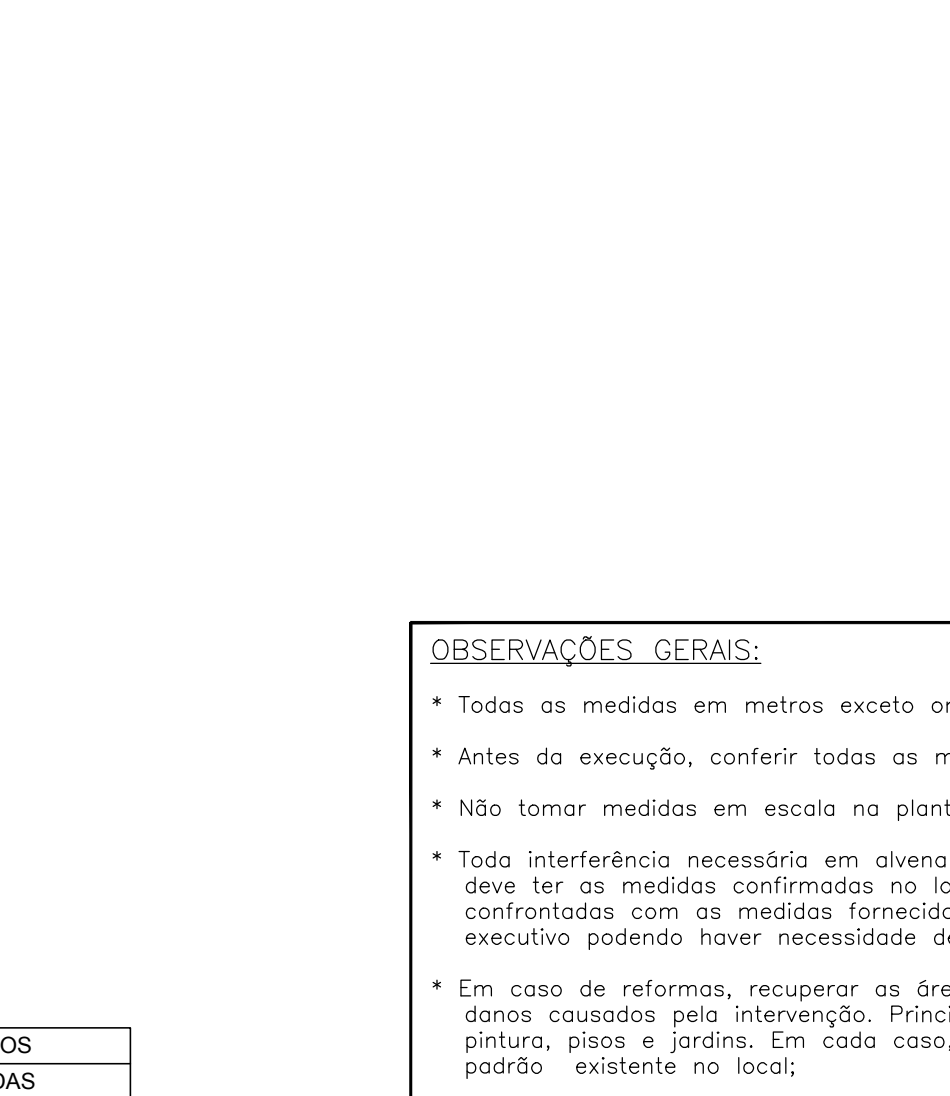 OBSERVAÇÕES GERAIS:
* Todas as medidas em metros exceto
* Antes da execução, conferir todas as
* Não tomar medidas em escala na
* Toda interferência necessária em
deve ter as medidas confirmadas no
confrontadas com as medidas
executivo podendo haver necessidade
* Em caso de reformas, recuperar as
danos causados pela intervenção.
pintura, pisos e jardins. Em cada caso,
padrão existente no local;